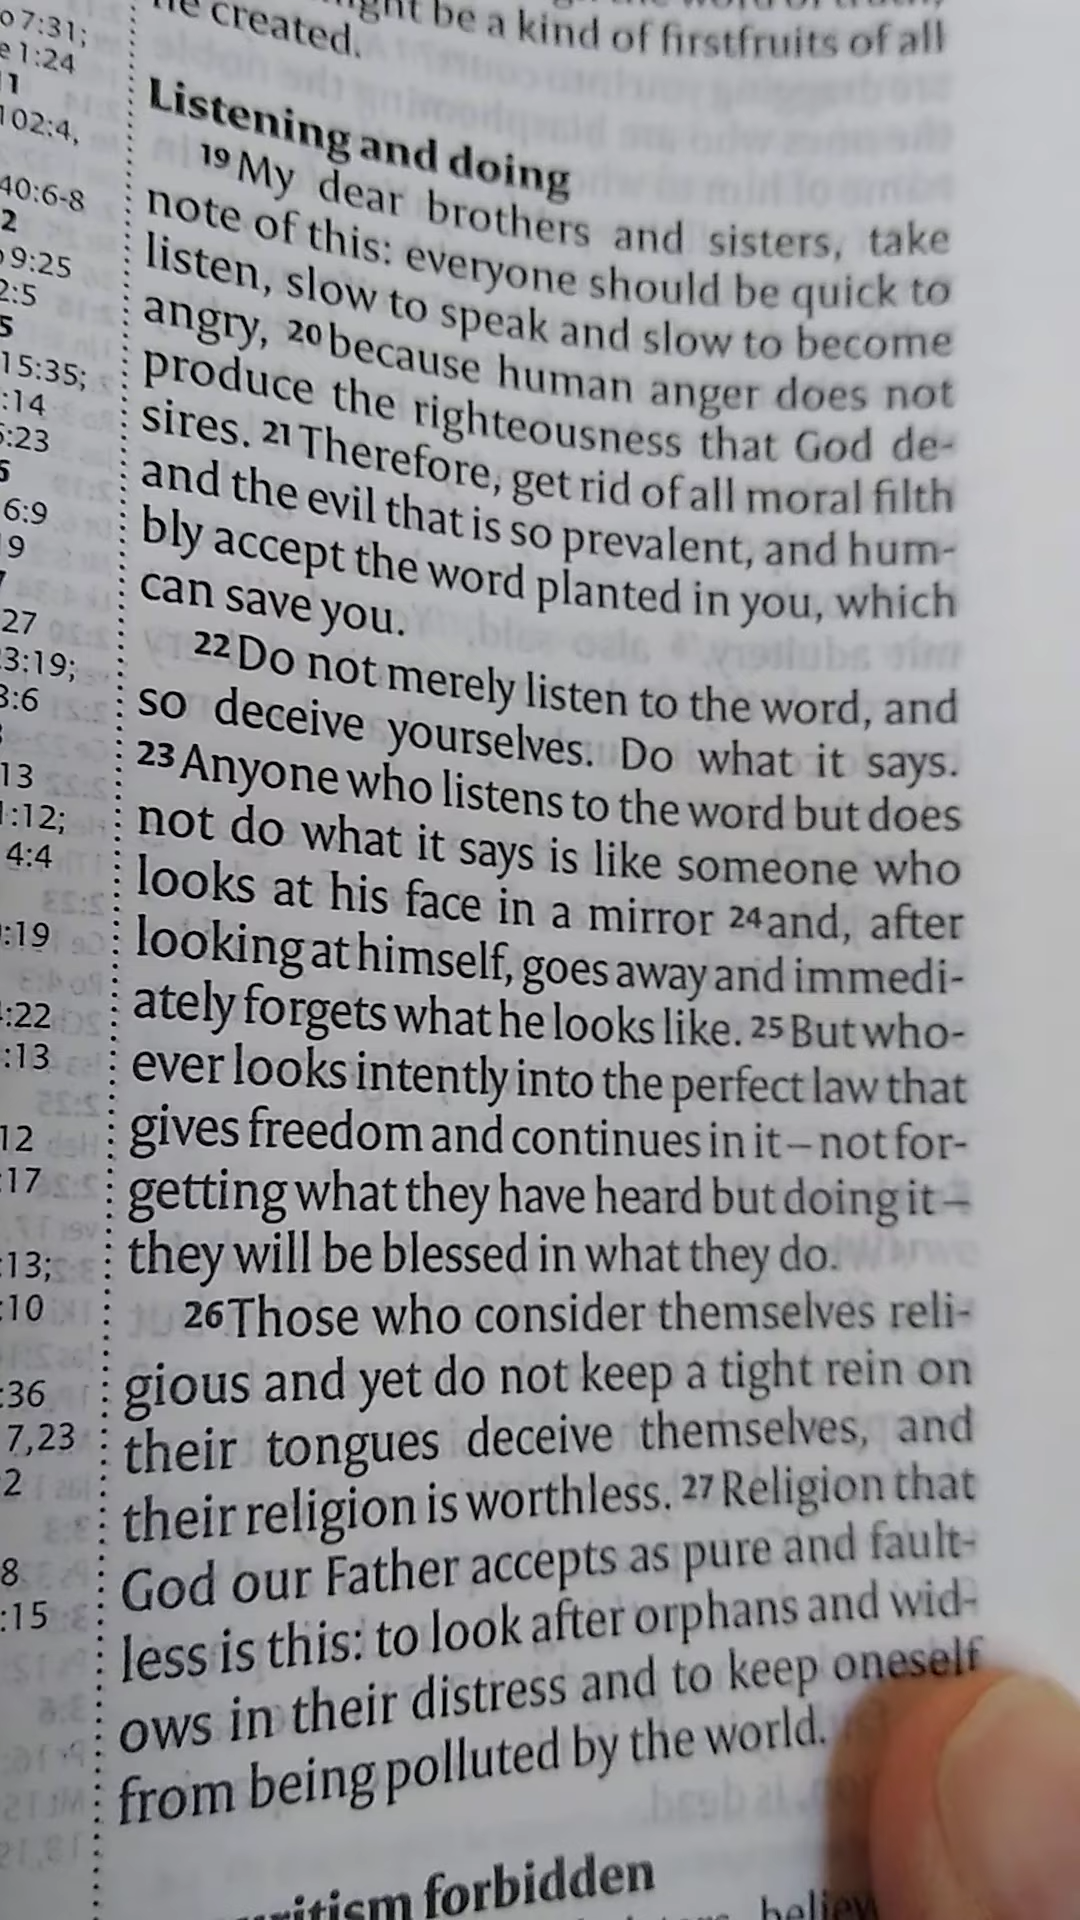 o 7:31;
e 1:24
11
102:4,
40:6-8
2
9:25
2:5
5
15:35;
:14
5:23
6:9
19
27
3:19;
3:6
13
1:12;
4:4
:19
:22
:13
12
:17
:13;
:10
:36
7,23
2
8
:15
he created.
be a kind of firstfruits of all
Listening and doing
19 My dear brothers and sisters, take
note of this: everyone should be quick to
listen, slow to speak and slow to become
angry, 20 because human anger does not
produce the righteousness that God de-
sires. 21 Therefore, get rid of all moral filth
and the evil that is so prevalent, and hum-
bly accept the word planted in you, which
can save you.
22 Do not merely listen to the word, and
so deceive yourselves. Do what it says.
23 Anyone who listens to the word but does
not do what it says is like someone who
looks at his face in a mirror 24 and, after
looking at himself, goes away and immedi-
ately forgets what he looks like. 25 But who-
ever looks intently into the perfect law that
gives freedom and continues in it – not for-
getting what they have heard but doing it –
they will be blessed in what they do.
26 Those who consider themselves reli-
gious and yet do not keep a tight rein on
their tongues deceive themselves, and
their religion is worthless. 27 Religion that
God our Father accepts as pure and fault-
less is this: to look after orphans and wid-
ows in their distress and to keep oneself
from being polluted by the world.
forbidden